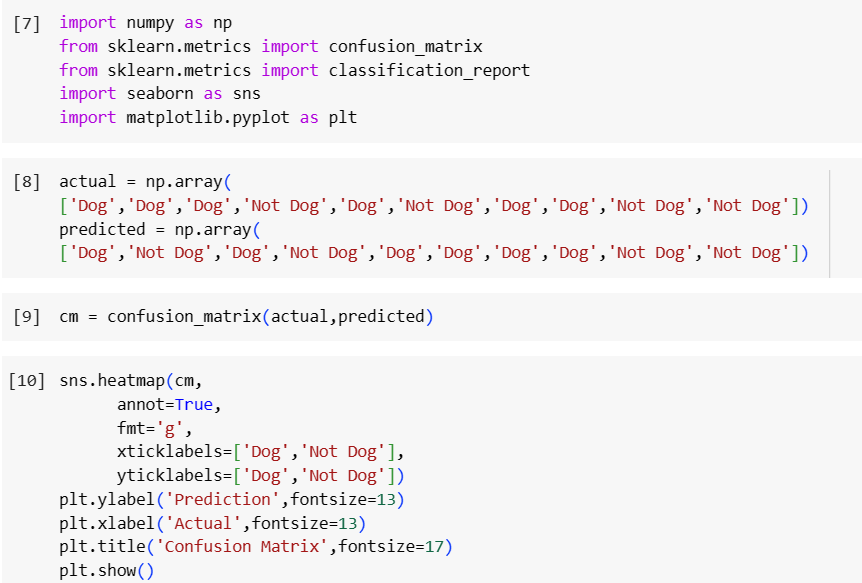 [7] import numpy as np
from sklearn.metrics import confusion_matrix
from sklearn.metrics import classification_report
import seaborn as sns
import matplotlib.pyplot as plt
[8] actual = np.array(
['Dog','Dog','Dog','Not Dog','Dog','Not Dog','Dog','Dog','Not Dog','Not Dog'])
predicted = np.array(
['Dog','Not Dog','Dog','Not Dog','Dog','Dog','Dog','Dog','Not Dog','Not Dog'])
[9] cm = confusion_matrix(actual,predicted)
[10] sns.heatmap(cm,
annot=True,
fmt='g',
xticklabels=['Dog','Not Dog'],
yticklabels=['Dog','Not Dog'])
plt.ylabel('Prediction',fontsize=13)
plt.xlabel('Actual',fontsize=13)
plt.title('Confusion Matrix',fontsize=17)
plt.show()